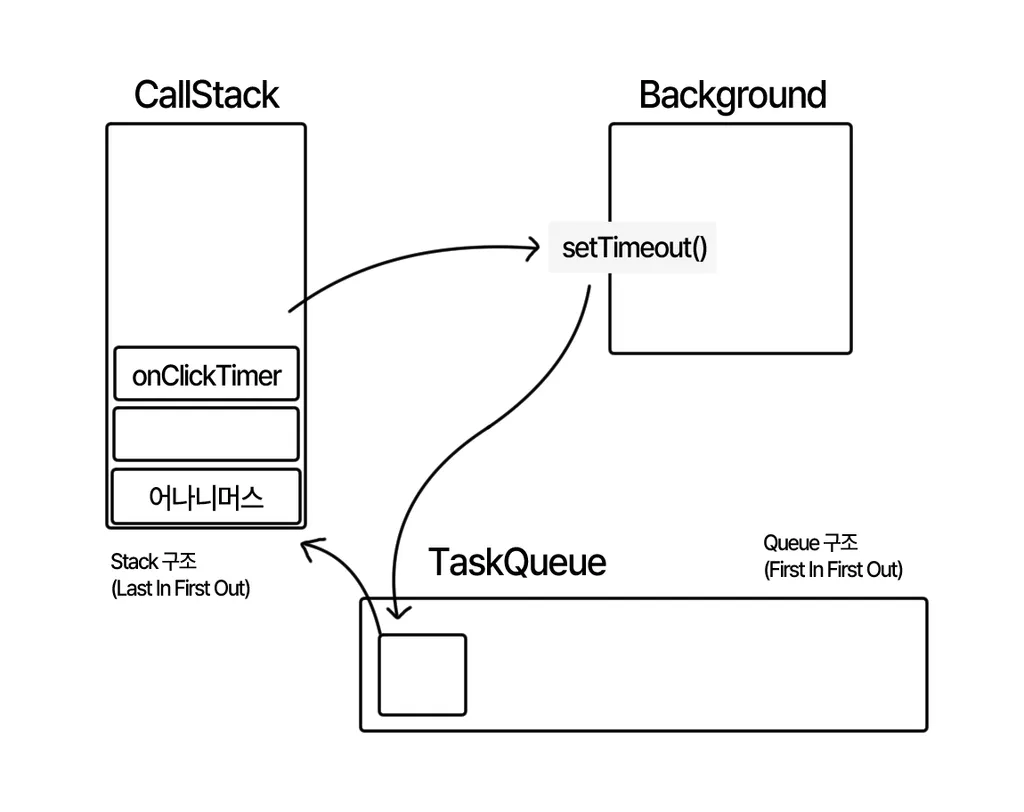 CallStack
Background
setTimeout()
onClickTimer
어나니머스
Stack 구조
(Last In First Out)
TaskQueue
Queue 구조
(First In First Out)